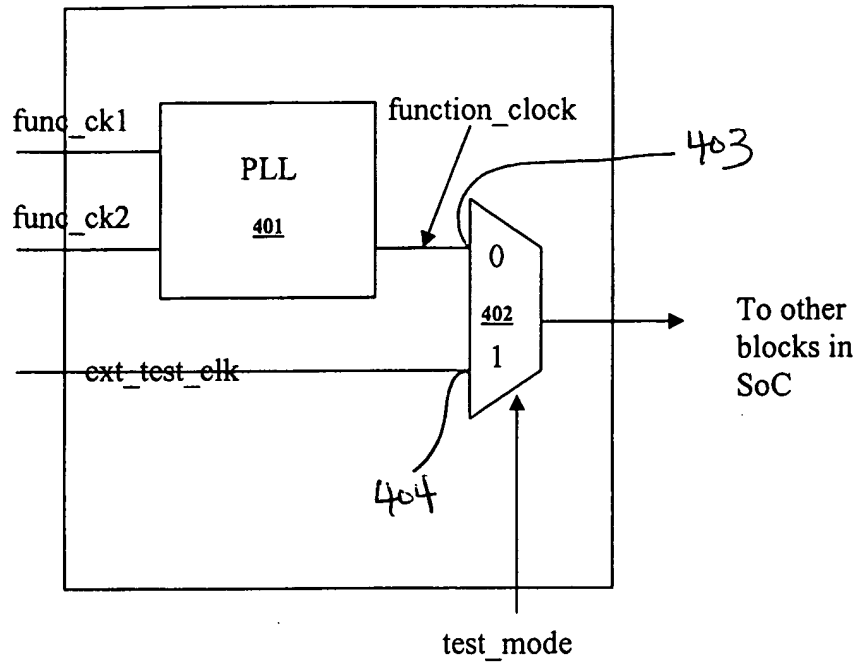 func_ck1
func_ck2
PLL
401
function_clock
403
0
402
1
ext_test_clk
404
test_mode
To other
blocks in
SoC